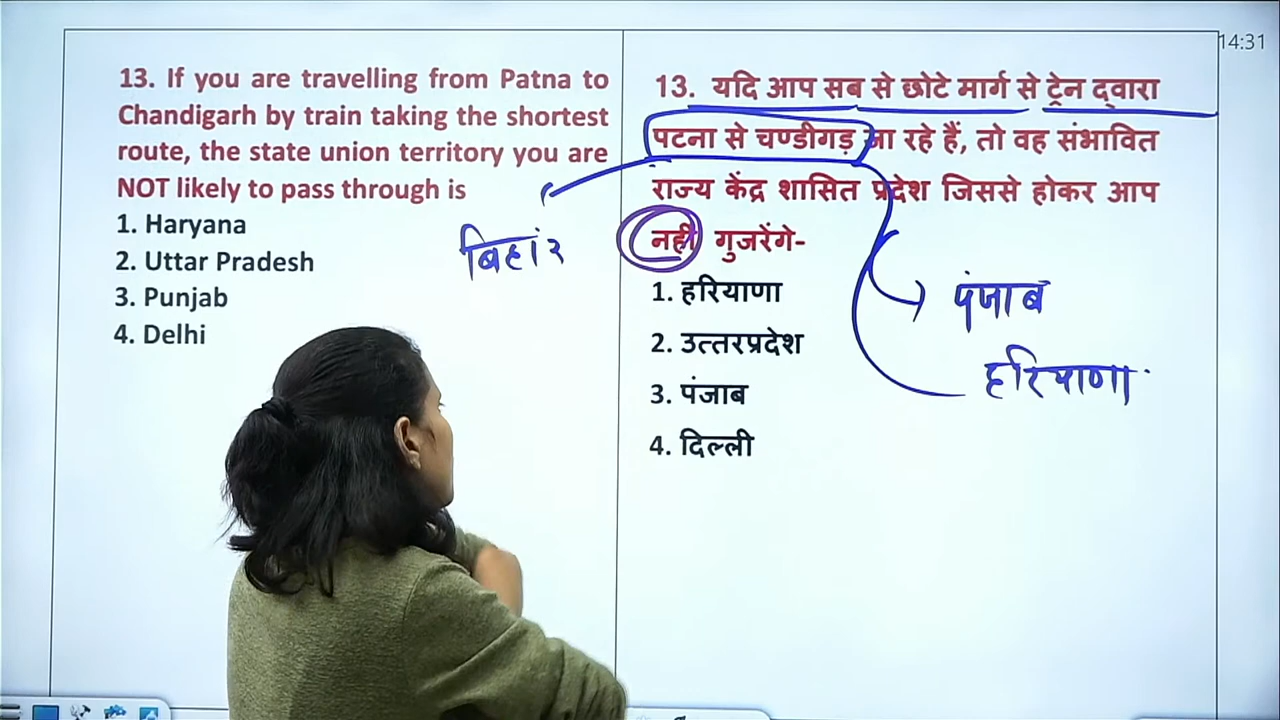 14:31
13. If you are travelling from Patna to
Chandigarh by train taking the shortest
route, the state union territory you are
NOT likely to pass through is
1. Haryana
2. Uttar Pradesh
3. Punjab
4. Delhi
13. यदि आप सब से छोटे मार्ग से ट्रेन द्वारा
पटना से चण्डीगड़ जा रहे हैं, तो वह संभावित
राज्य केंद्र शासित प्रदेश जिससे होकर आप
नहीं गुजरेंगे-
1. हरियाणा
2. उत्तरप्रदेश
3. पंजाब
4. दिल्ली
बिहार
पंजाब
हरियाणा